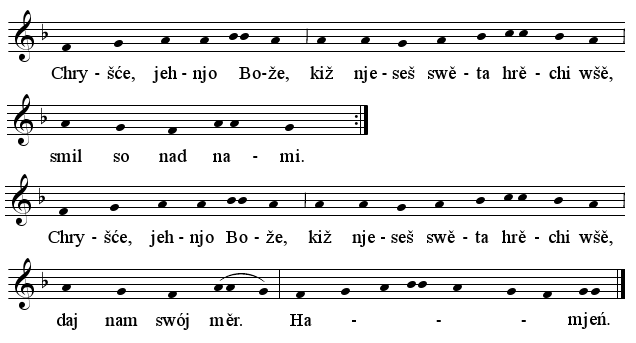 Chry - šće, jeh - njo Bo - že, kiž nje - seš swě - ta hrě - chi wšě,
smil so nad na - mi.
Chry - šće, jeh - njo Bo - že, kiž nje - seš swě - ta hrě - chi wšě,
daj nam swój měr. Ha - - - - mjeń.